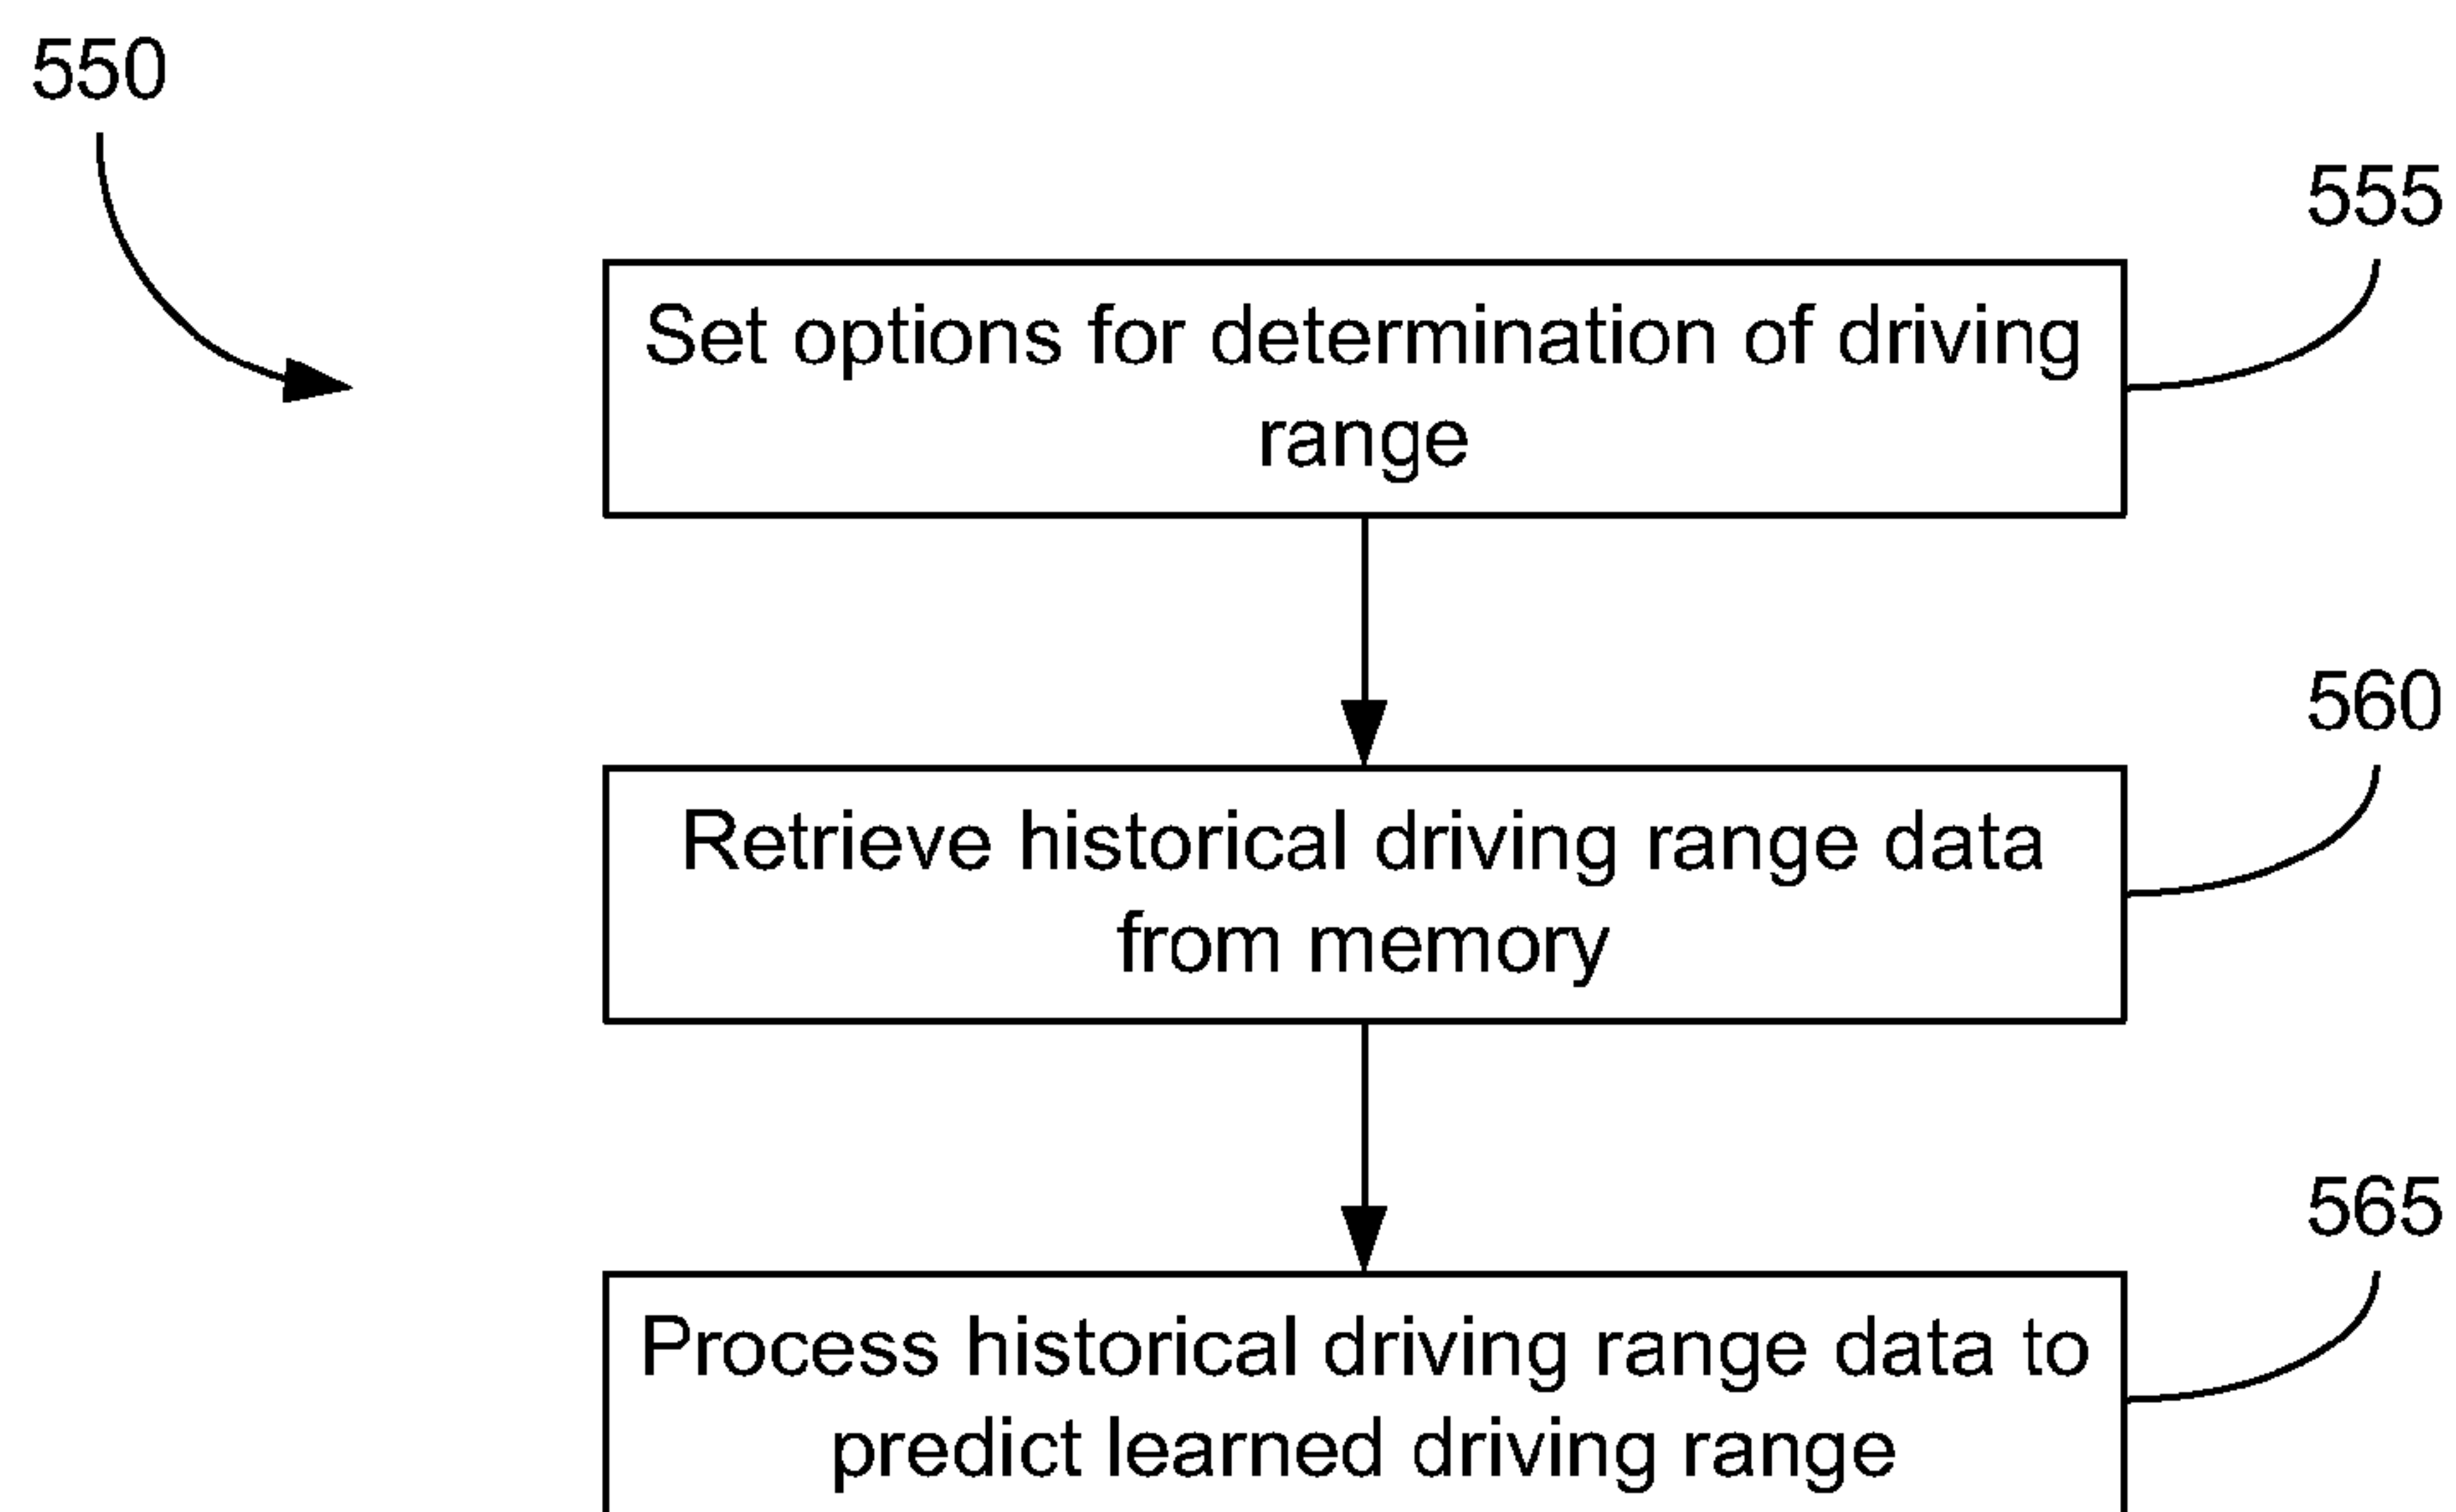 550
555
Set options for determination of driving
range
560
Retrieve historical driving range data
from memory
565
Process historical driving range data to
predict learned driving range